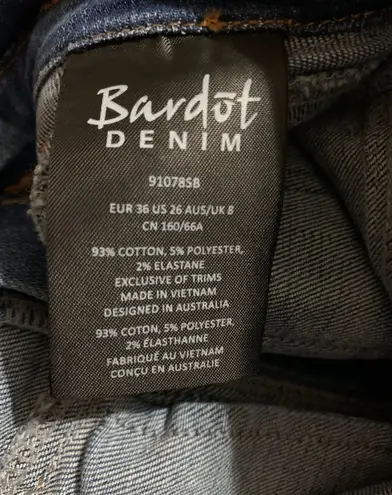 Bardōt
DENIM
91078SB
EUR 36 US 26 AUS/UK 8
CN 160/66A
93% COTTON, 5% POLYESTER,
2% ELASTANE
EXCLUSIVE OF TRIMS
MADE IN VIETNAM
DESIGNED IN AUSTRALIA
93% COTTON, 5% POLYESTER,
2% ÉLASTHANNE
FABRIQUÉ AU VIETNAM
CONÇU EN AUSTRALIE